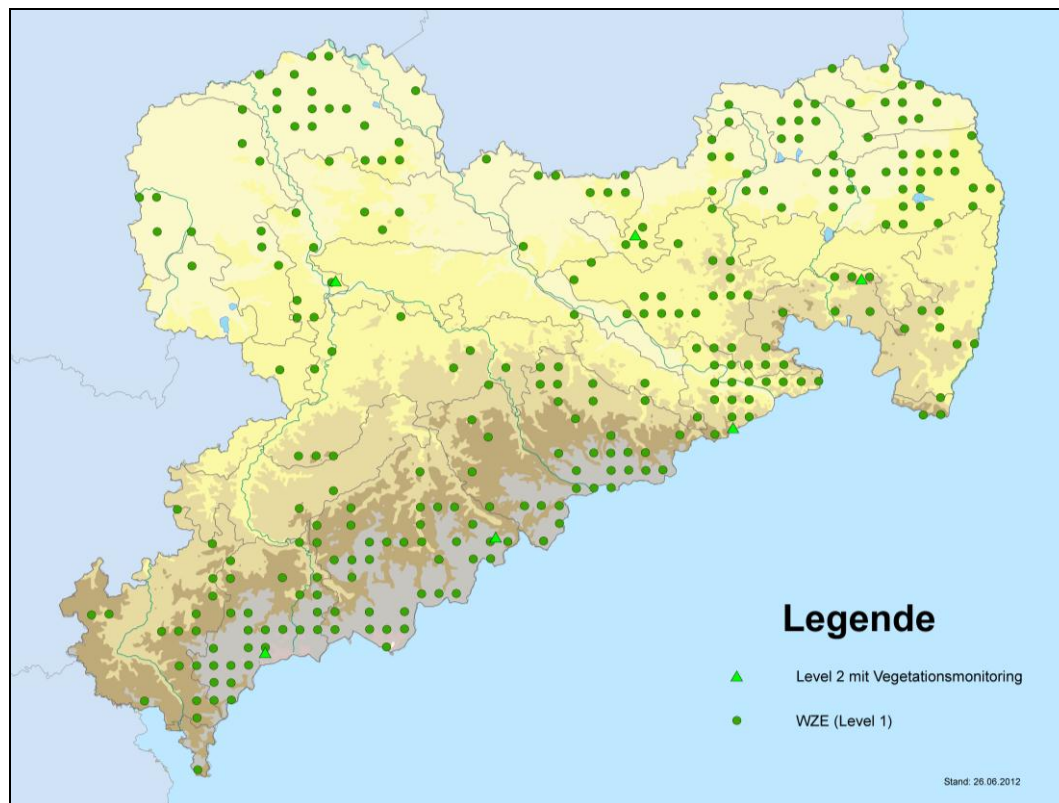 Legende
Level 2 mit Vegetationsmonitoring
WZE (Level 1)
Stand: 26.06.2012